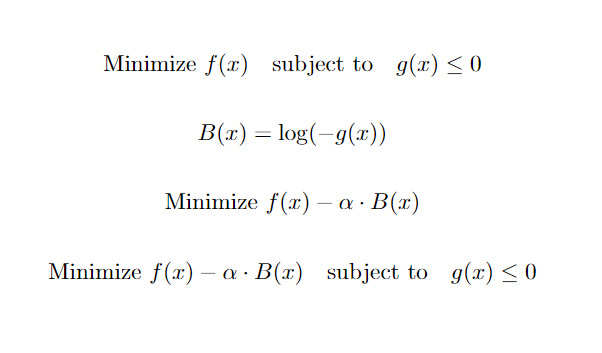 Minimize f(x) subject to g(x) ≤ 0
B(x) = log(−g(x))
Minimize f(x) − α · B(x)
Minimize f(x) − α · B(x) subject to g(x) ≤ 0